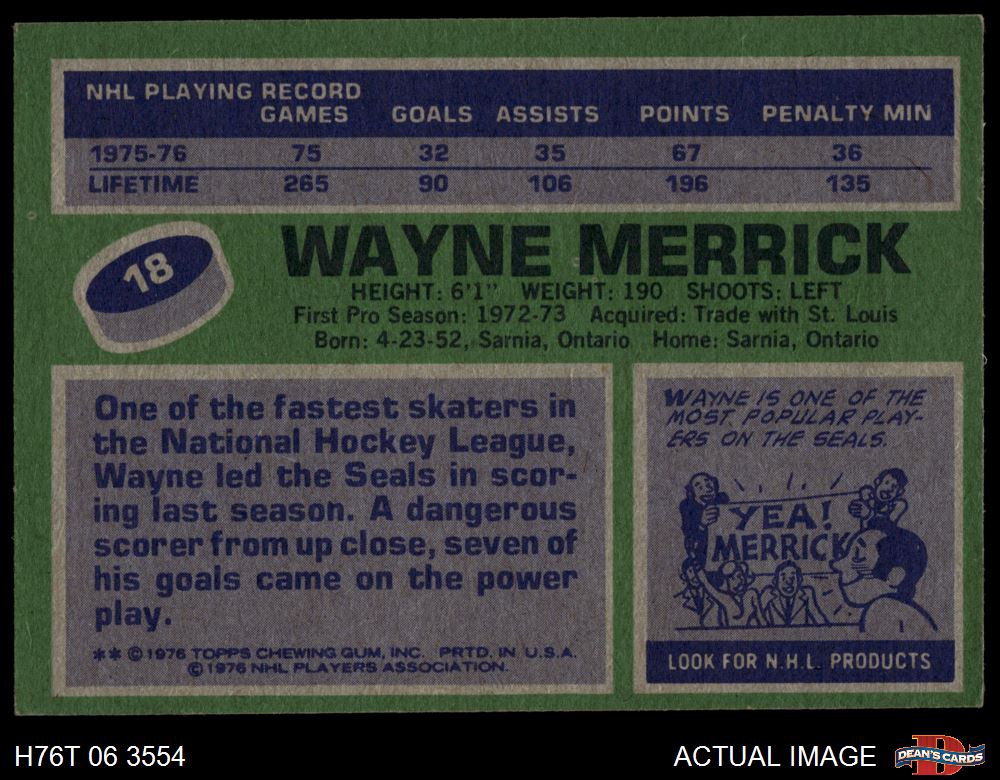 NHL PLAYING RECORD
GAMES GOALS ASSISTS POINTS PENALTY MIN
1975-76 75 32 35 67 36
LIFETIME 265 90 106 196 135
18
WAYNE MERRICK
HEIGHT: 6'1" WEIGHT: 190 SHOOTS: LEFT
First Pro Season: 1972-73 Acquired: Trade with St. Louis
Born: 4-23-52, Sarnia, Ontario Home: Sarnia, Ontario
One of the fastest skaters in
the National Hockey League,
Wayne led the Seals in scor-
ing last season. A dangerous
scorer from up close, seven of
his goals came on the power
play.
** © 1976 TOPPS CHEWING GUM, INC. PRTD. IN U.S.A.
© 1976 NHL PLAYERS ASSOCIATION.
WAYNE IS ONE OF THE
MOST POPULAR PLAY-
ERS ON THE SEALS.
YEA!
MERRICK
LOOK FOR N.H.L. PRODUCTS
H76T 06 3554
ACTUAL IMAGE
D
DEAN'S CARDS